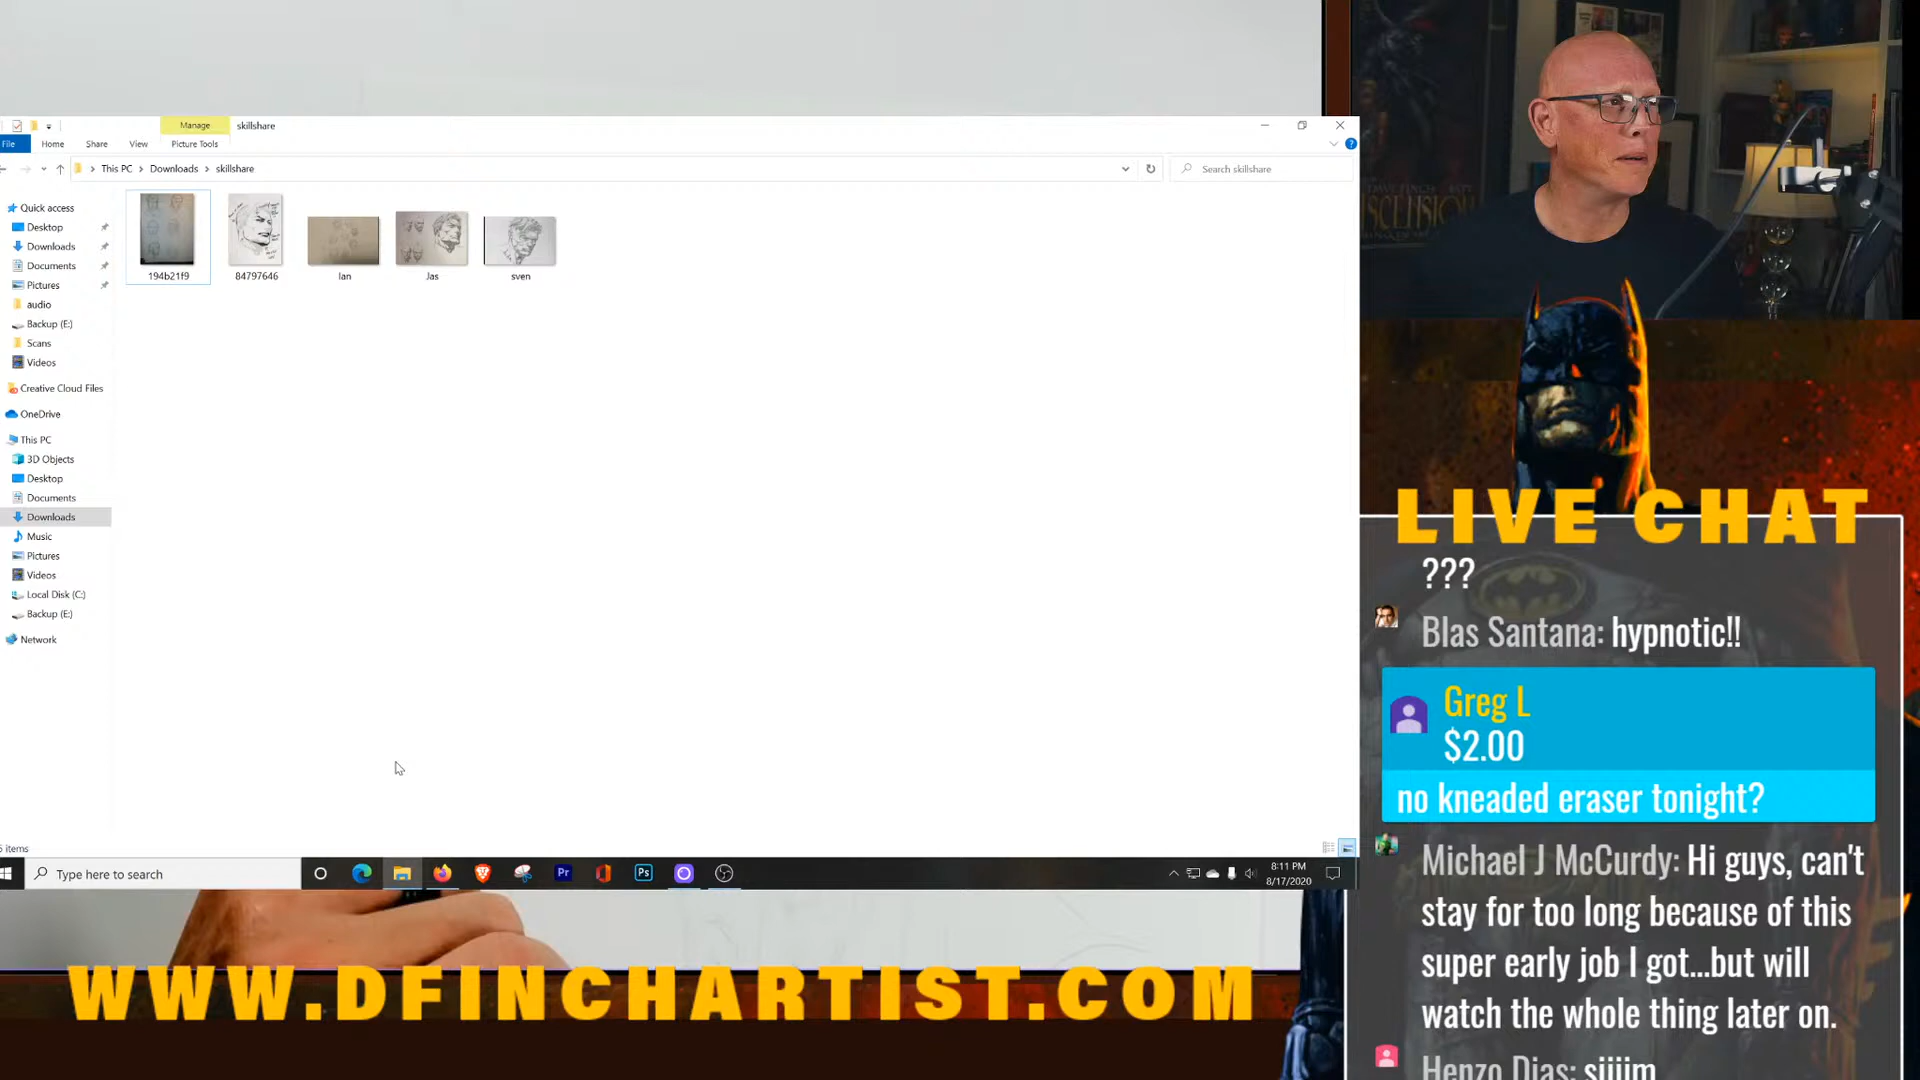 Manage
skillshare
File
Home
Share
View
Picture Tools
This PC
Downloads
skillshare
Search skillshare
Quick access
Desktop
Downloads
Documents
Pictures
audio
Backup (E:)
Scans
Videos
Creative Cloud Files
OneDrive
This PC
3D Objects
Desktop
Documents
Downloads
Music
Pictures
Videos
Local Disk (C:)
Backup (E:)
Network
194b21f9
84797646
Ian
Jas
sven
items
Type here to search
Pr
Ps
8:11 PM
8/17/2020
WWW.DFINCHARTIST.COM
LIVE CHAT
???
Blas Santana: hypnotic!!
Greg L
$2.00
no kneaded eraser tonight?
Michael J McCurdy: Hi guys, can't
stay for too long because of this
super early job I got...but will
watch the whole thing later on.
Henzo Dias: siiiim